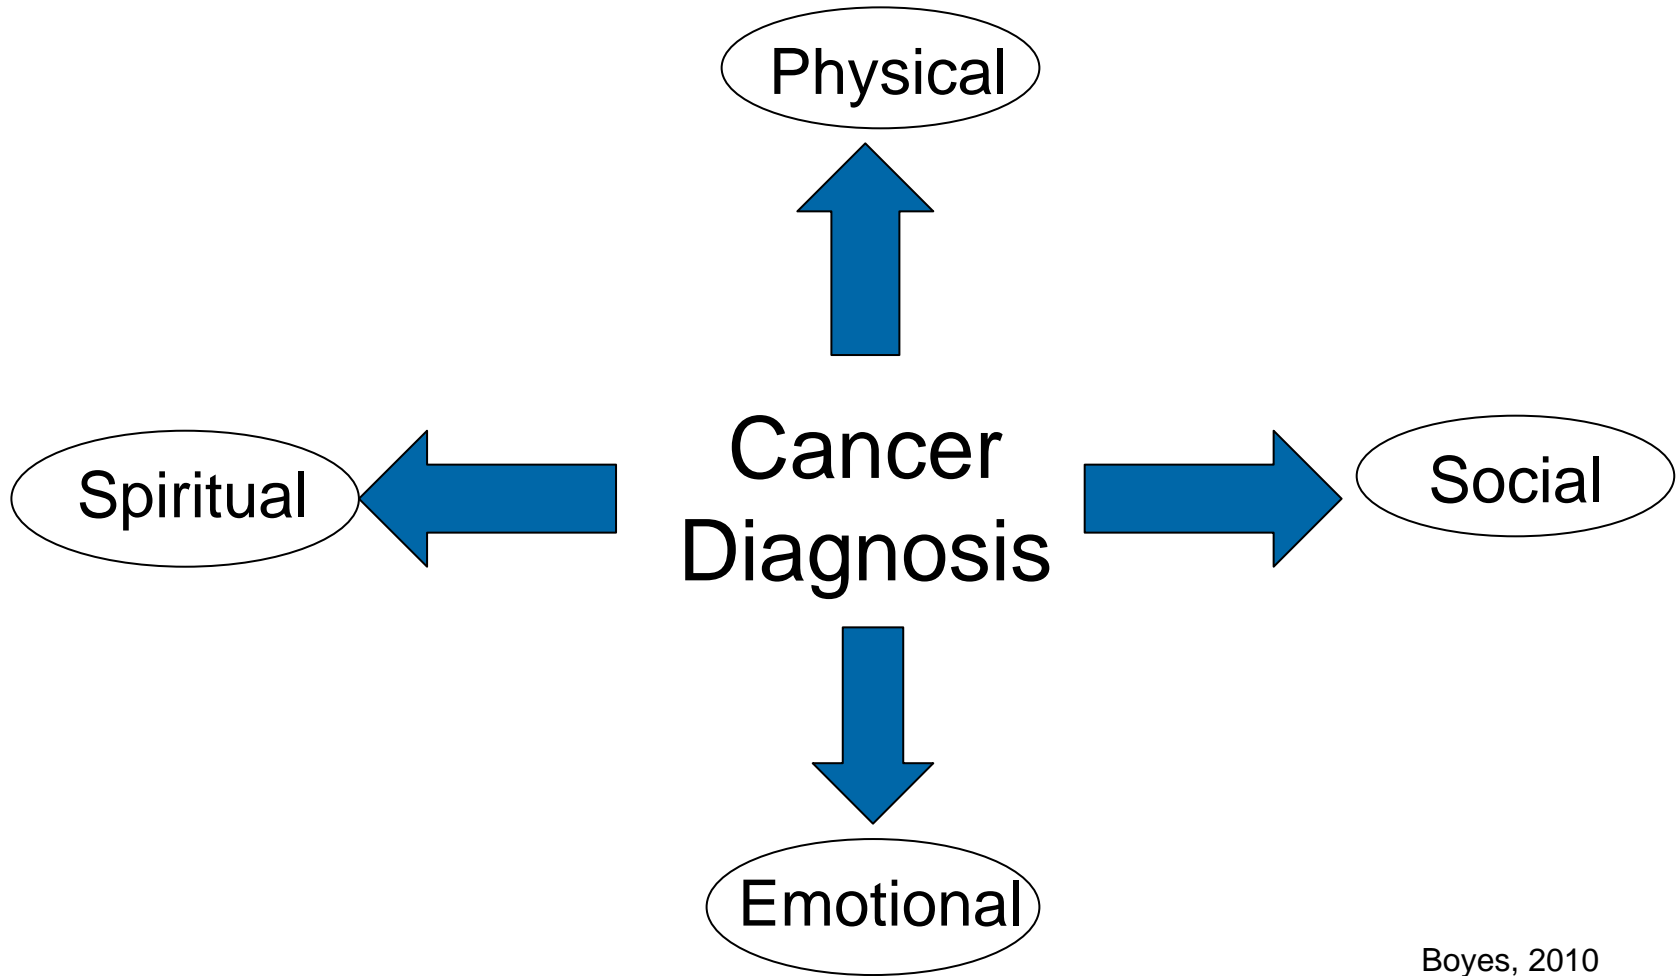 Physical
Cancer
Diagnosis
Spiritual
Social
Emotional
Boyes, 2010